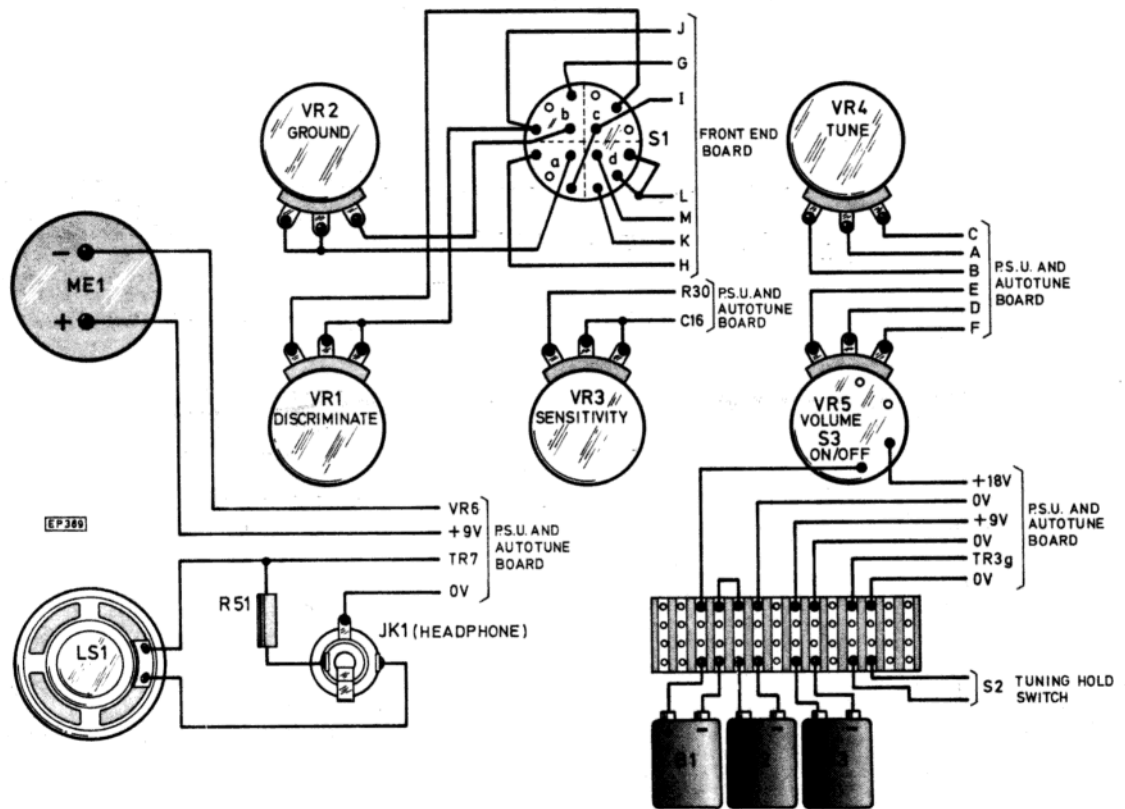 J
G
I
L
M
K
H
FRONT END
BOARD
VR2
GROUND
b
c
a
d
S1
VR4
TUNE
C
A
B
E
D
F
P.S.U. AND
AUTOTUNE
BOARD
-
ME1
+
R30
C16
P.S.U. AND
AUTOTUNE
BOARD
VR1
DISCRIMINATE
VR3
SENSITIVITY
VR5
VOLUME
S3
ON/OFF
+18V
0V
+9V
0V
TR3g
0V
P.S.U. AND
AUTOTUNE
BOARD
EP389
VR6
+9V
TR7
0V
P.S.U. AND
AUTOTUNE
BOARD
R51
JK1 (HEADPHONE)
LS1
S2 TUNING HOLD
SWITCH
-
-
-
B1